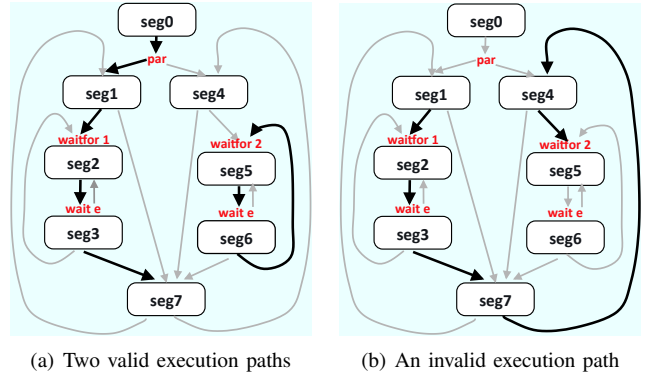 seg0
par
seg1
seg4
waitfor 1
waitfor 2
seg2
seg5
wait e
wait e
seg3
seg6
seg7
(a) Two valid execution paths
seg0
par
seg1
seg4
waitfor 1
waitfor 2
seg2
seg5
wait e
wait e
seg3
seg6
seg7
(b) An invalid execution path